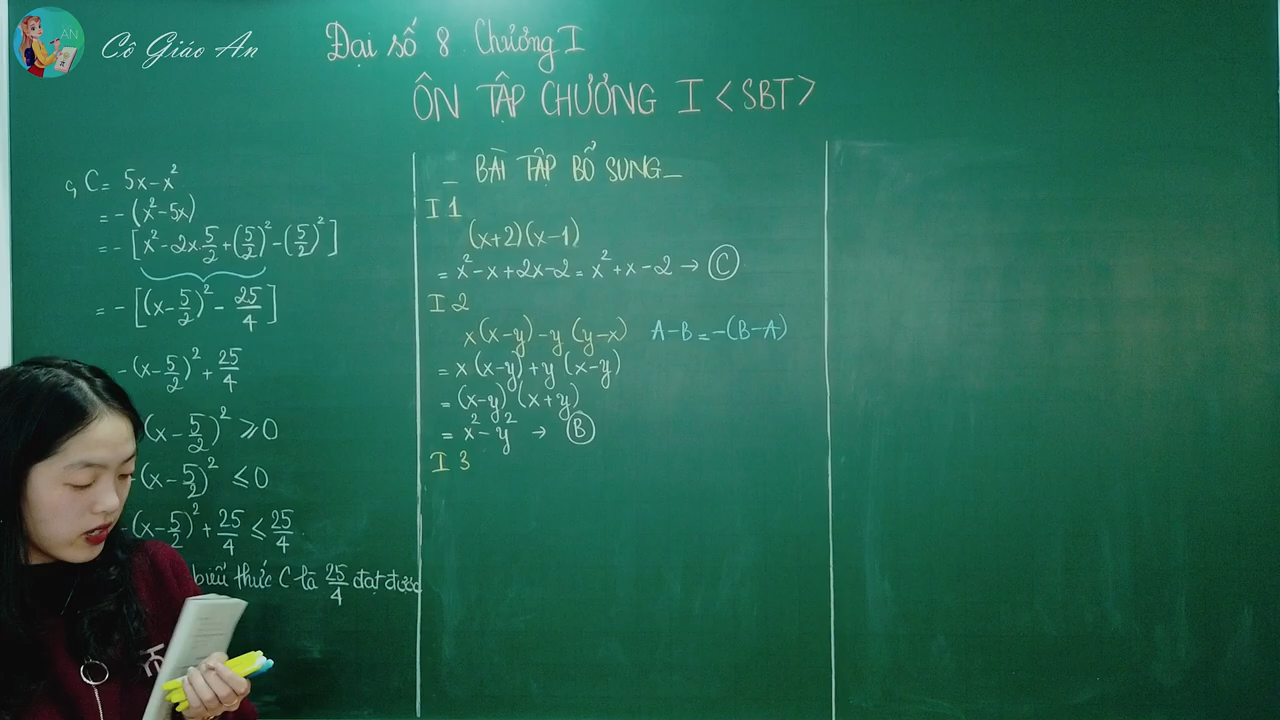 AN
Cô Giáo An
Đại số 8 Chương I
ÔN TẬP CHƯƠNG I <SBT>
c, C = 5x - x²
= -(x² - 5x)
= -[x² - 2x.5/2 + (5/2)² - (5/2)²]
= -[(x - 5/2)² - 25/4]
-(x - 5/2)² + 25/4
(x - 5/2)² ≥ 0
(x - 5/2)² ≤ 0
-(x - 5/2)² + 25/4 ≤ 25/4
biểu thức C là 25/4 đạt được
_ BÀI TẬP BỔ SUNG_
I 1
(x+2)(x-1)
= x² - x + 2x - 2 = x² + x - 2 → C
I 2
x(x-y) - y(y-x) A-B = -(B-A)
= x(x-y) + y(x-y)
= (x-y)(x+y)
= x² - y² → B
I 3